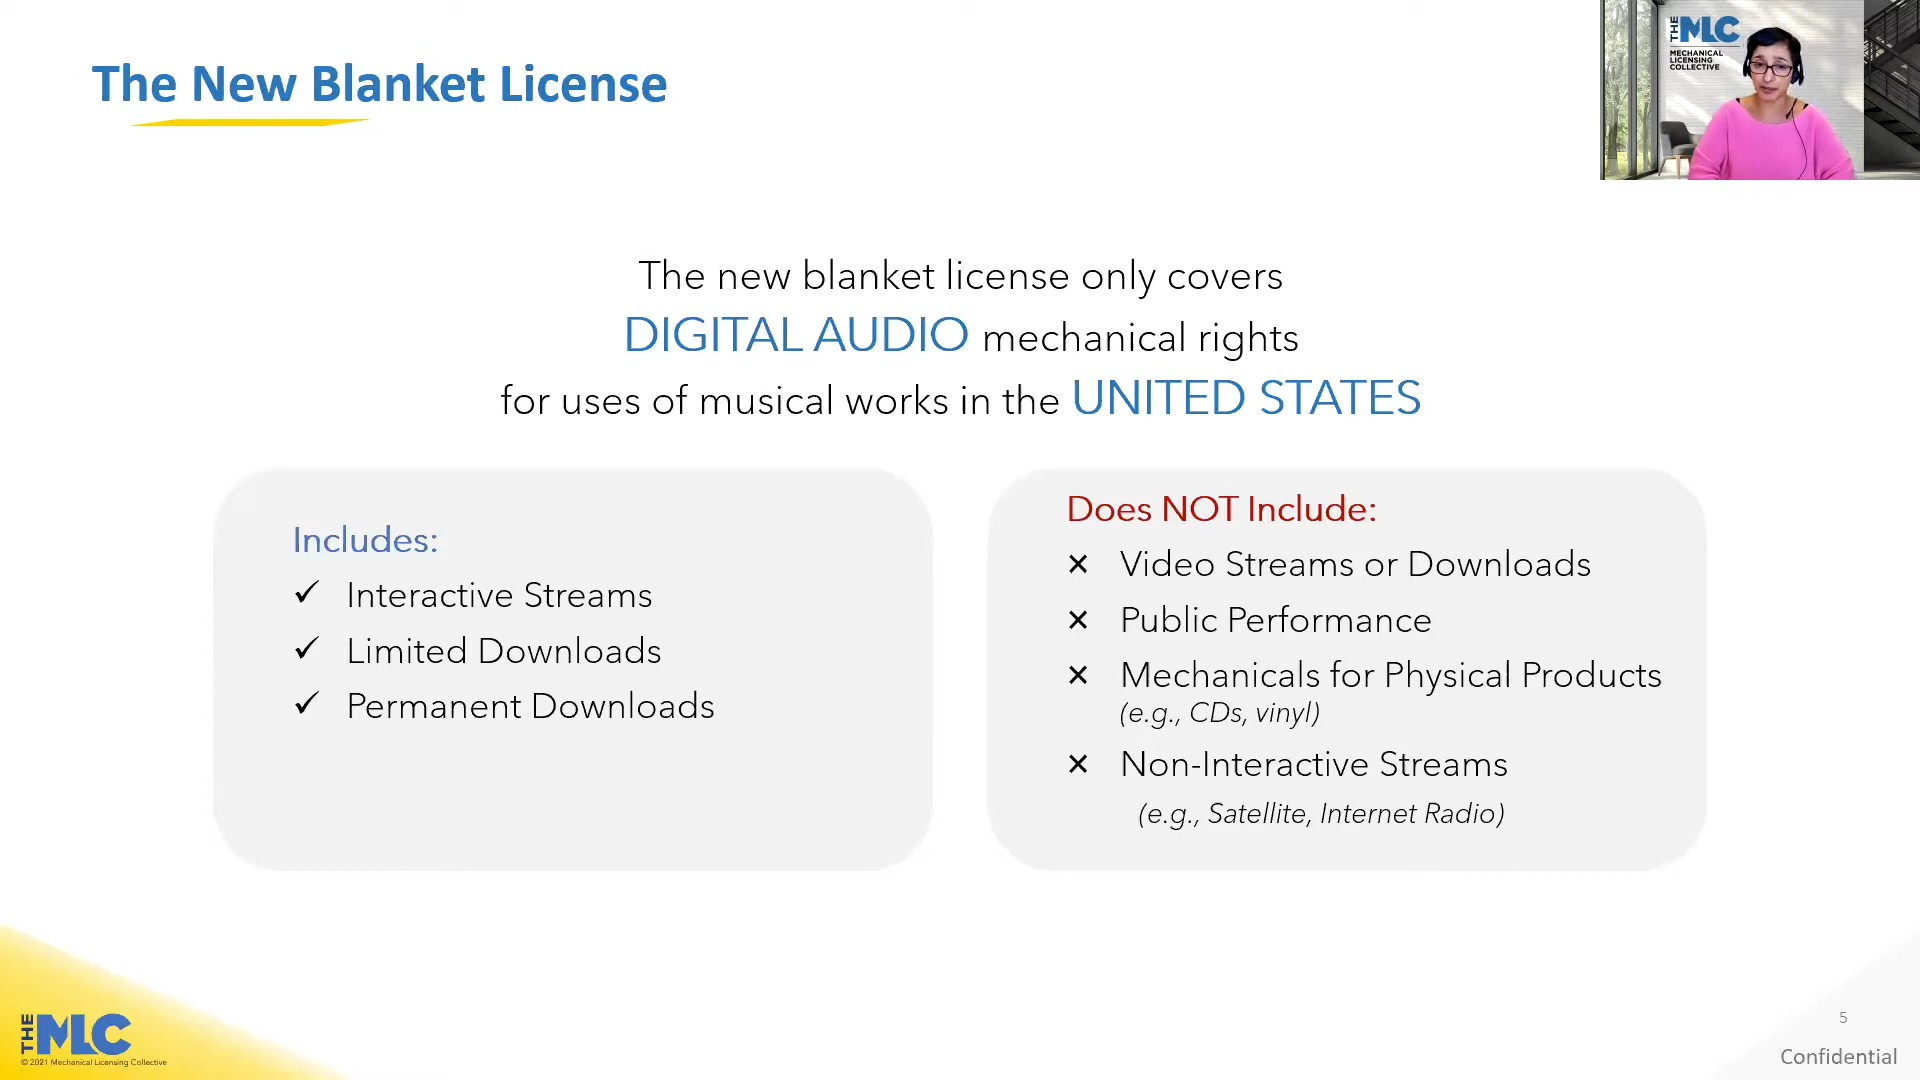 The New Blanket License
THE MLC
MECHANICAL
LICENSING
COLLECTIVE
The new blanket license only covers
DIGITAL AUDIO mechanical rights
for uses of musical works in the UNITED STATES
Includes:
✓ Interactive Streams
✓ Limited Downloads
✓ Permanent Downloads
Does NOT Include:
× Video Streams or Downloads
× Public Performance
× Mechanicals for Physical Products
(e.g., CDs, vinyl)
× Non-Interactive Streams
(e.g., Satellite, Internet Radio)
THE MLC
©2021 Mechanical Licensing Collective
5
Confidential